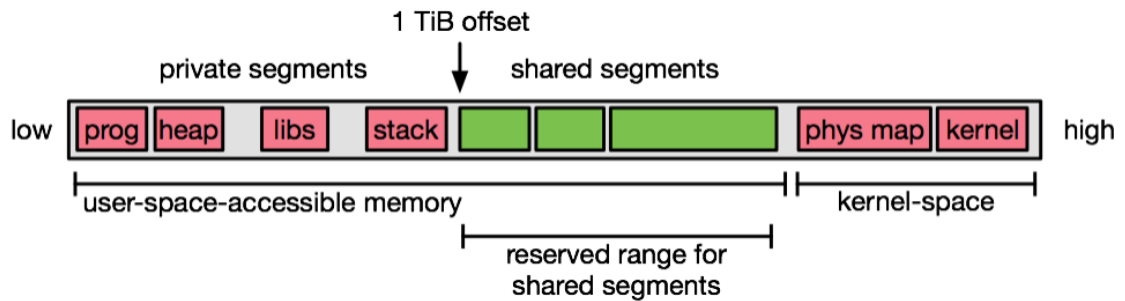 1 TiB offset
private segments
shared segments
low
prog
heap
libs
stack
phys map
kernel
high
user-space-accessible memory
kernel-space
reserved range for
shared segments